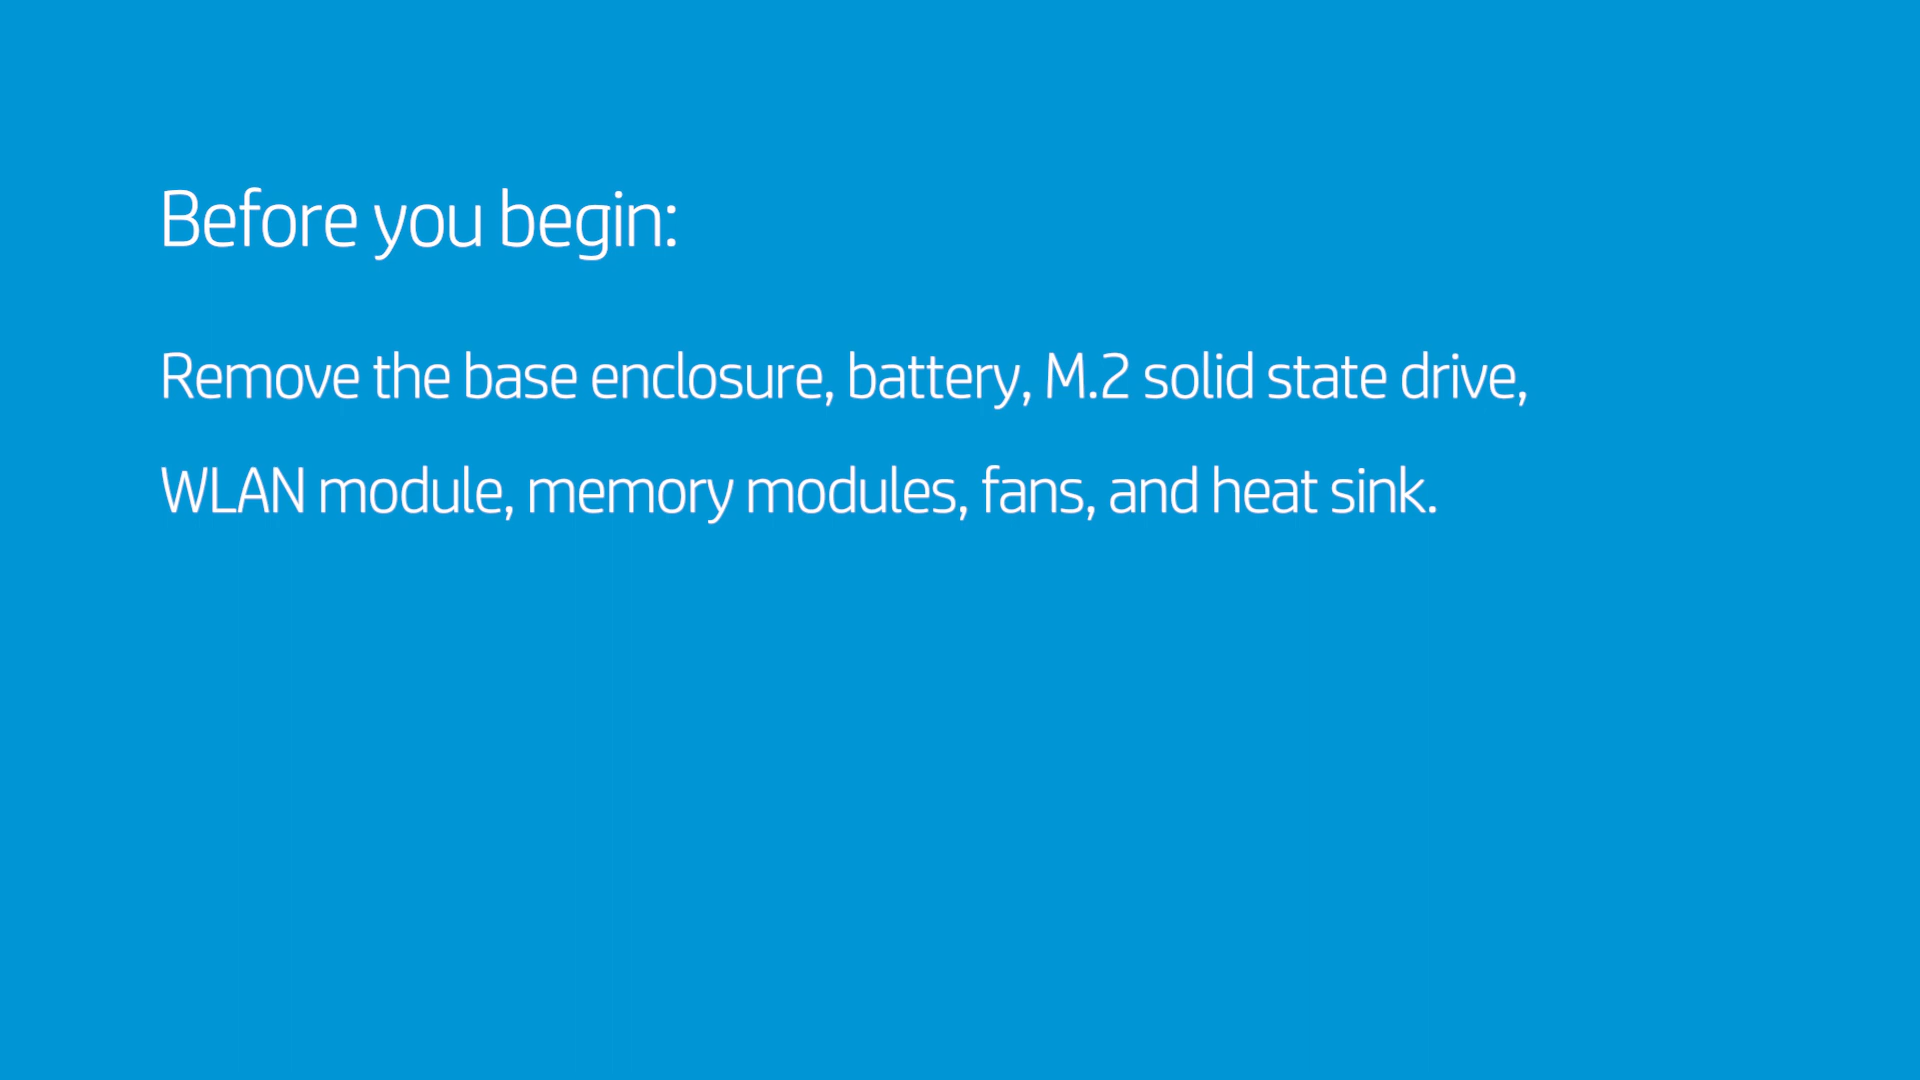 Before you begin:
Remove the base enclosure, battery, M.2 solid state drive,
WLAN module, memory modules, fans, and heat sink.